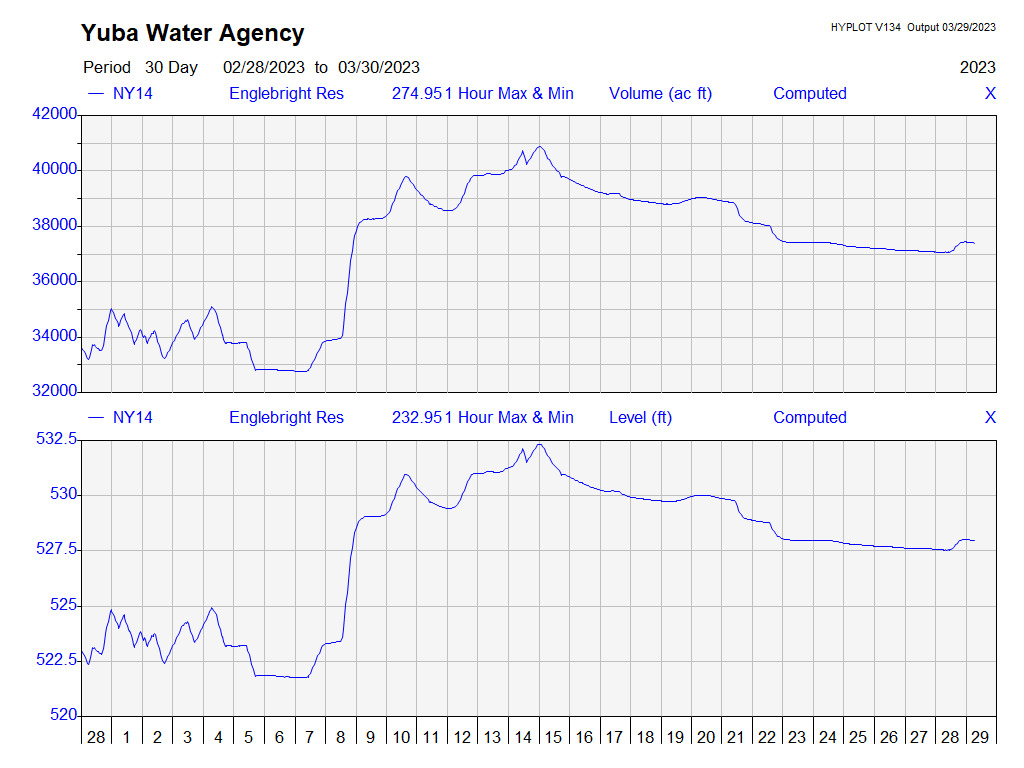 Yuba Water Agency
HYPLOT V134 Output 03/29/2023
Period 30 Day 02/28/2023 to 03/30/2023 2023
NY14 Englebright Res 274.951 Hour Max & Min Volume (ac ft) Computed X
42000
40000
38000
36000
34000
32000
NY14 Englebright Res 232.951 Hour Max & Min Level (ft) Computed X
532.5
530
527.5
525
522.5
520
28 1 2 3 4 5 6 7 8 9 10 11 12 13 14 15 16 17 18 19 20 21 22 23 24 25 26 27 28 29